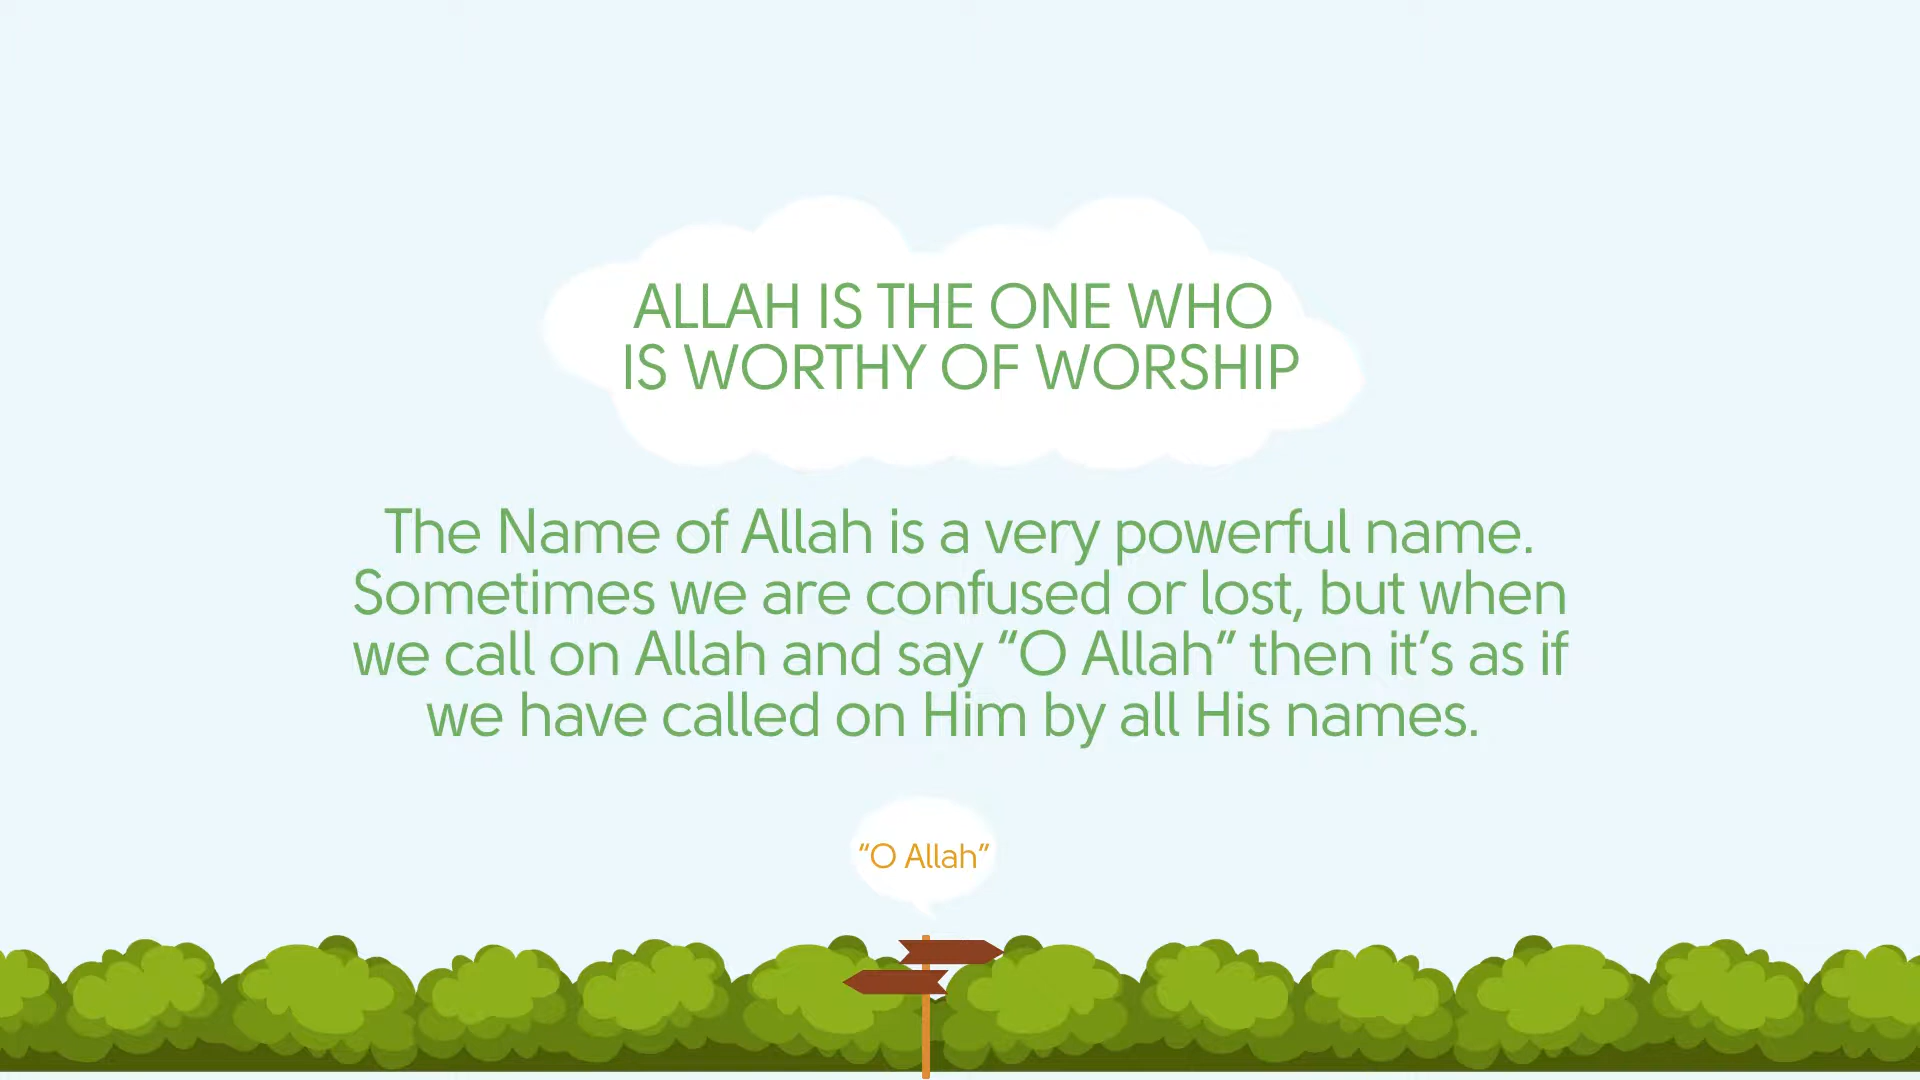 ALLAH IS THE ONE WHO
IS WORTHY OF WORSHIP
The Name of Allah is a very powerful name.
Sometimes we are confused or lost, but when
we call on Allah and say “O Allah” then it’s as if
we have called on Him by all His names.
“O Allah”